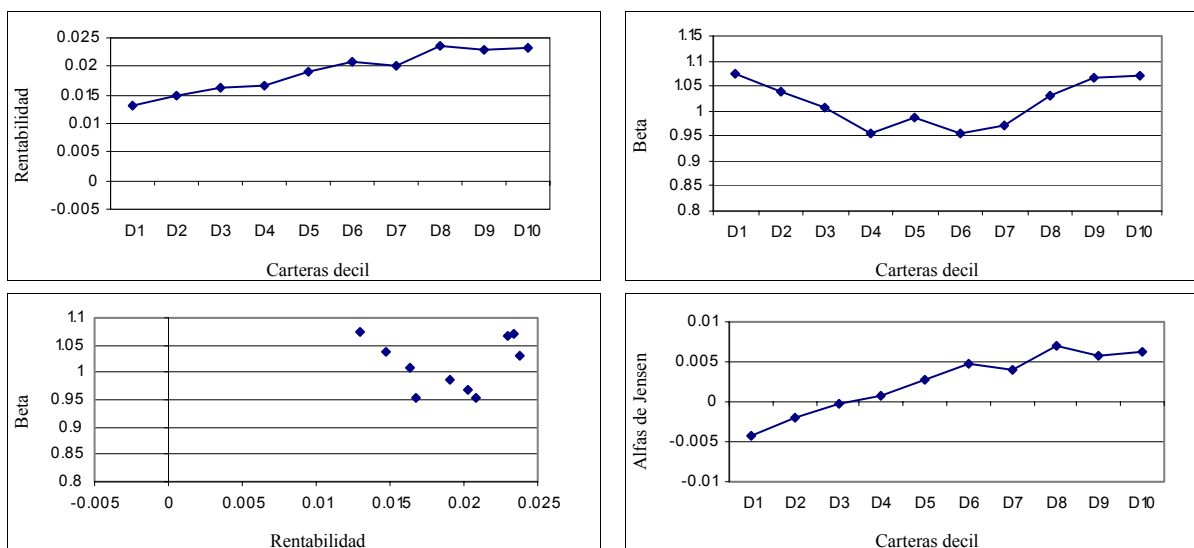 0.025
0.02
0.015
0.01
0.005
0
-0.005
Rentabilidad
D1 D2 D3 D4 D5 D6 D7 D8 D9 D10
Carteras decil
1.15
1.1
1.05
1
0.95
0.9
0.85
0.8
Beta
D1 D2 D3 D4 D5 D6 D7 D8 D9 D10
Carteras decil
1.1
1.05
1
0.95
0.9
0.85
0.8
Beta
-0.005 0 0.005 0.01 0.015 0.02 0.025
Rentabilidad
0.01
0.005
0
-0.005
-0.01
Alfas de Jensen
D1 D2 D3 D4 D5 D6 D7 D8 D9 D10
Carteras decil